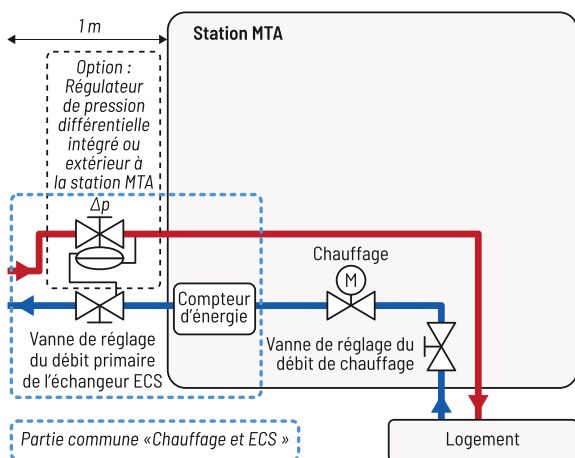 1 m
Station MTA
Option :
Régulateur
de pression
différentielle
intégré ou
extérieur à
la station MTA
Δp
Chauffage
M
Compteur
d’énergie
Vanne de réglage
du débit primaire
de l’échangeur ECS
Vanne de réglage du
débit de chauffage
Partie commune «Chauffage et ECS »
Logement